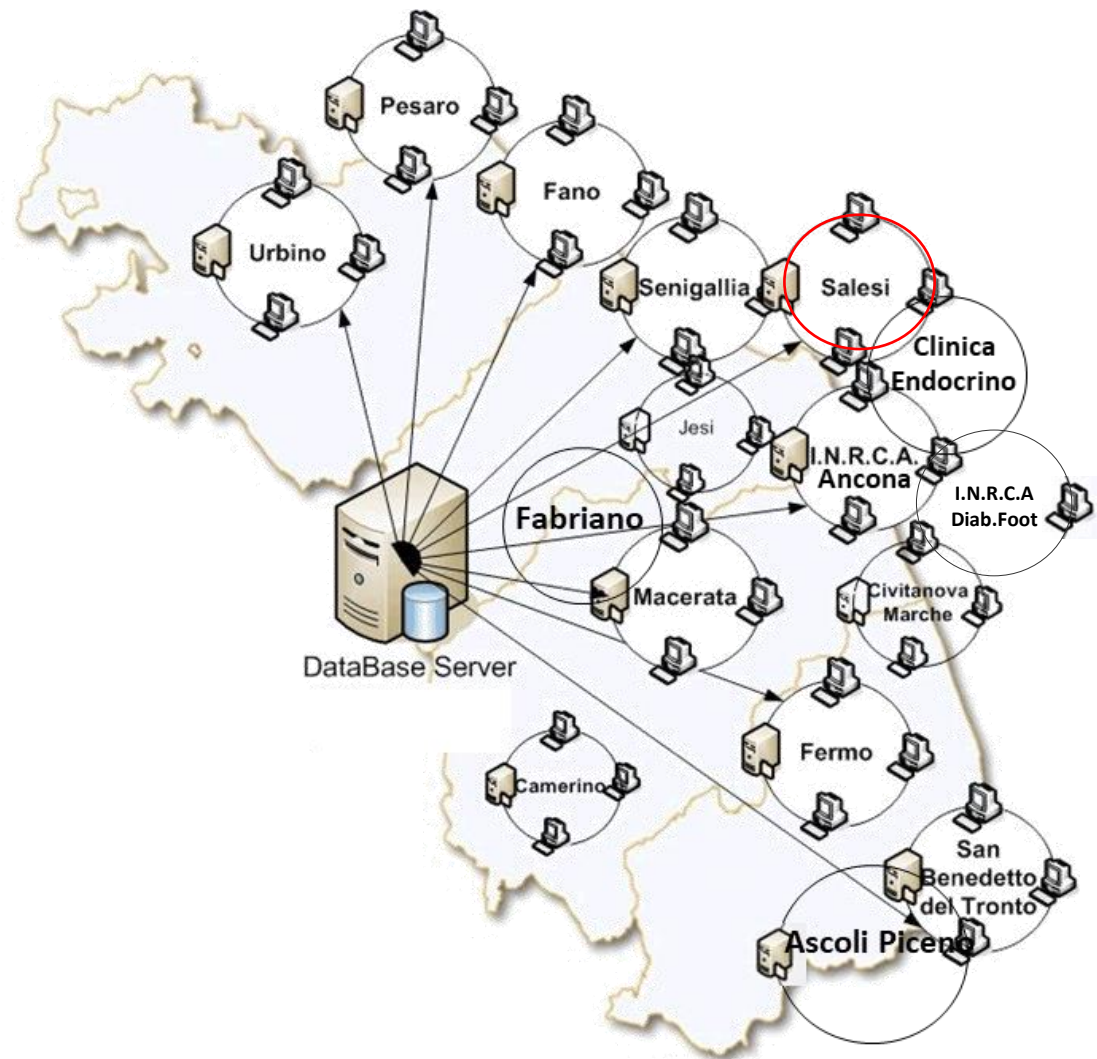 Pesaro
Fano
Urbino
Senigallia
Salesi
Clinica
Endocrino
Jesi
I.N.R.C.A.
Ancona
I.N.R.C.A
Diab.Foot
Fabriano
Macerata
Civitanova
Marche
DataBase Server
Fermo
Camerino
San
Benedetto
del Tronto
Ascoli Piceno